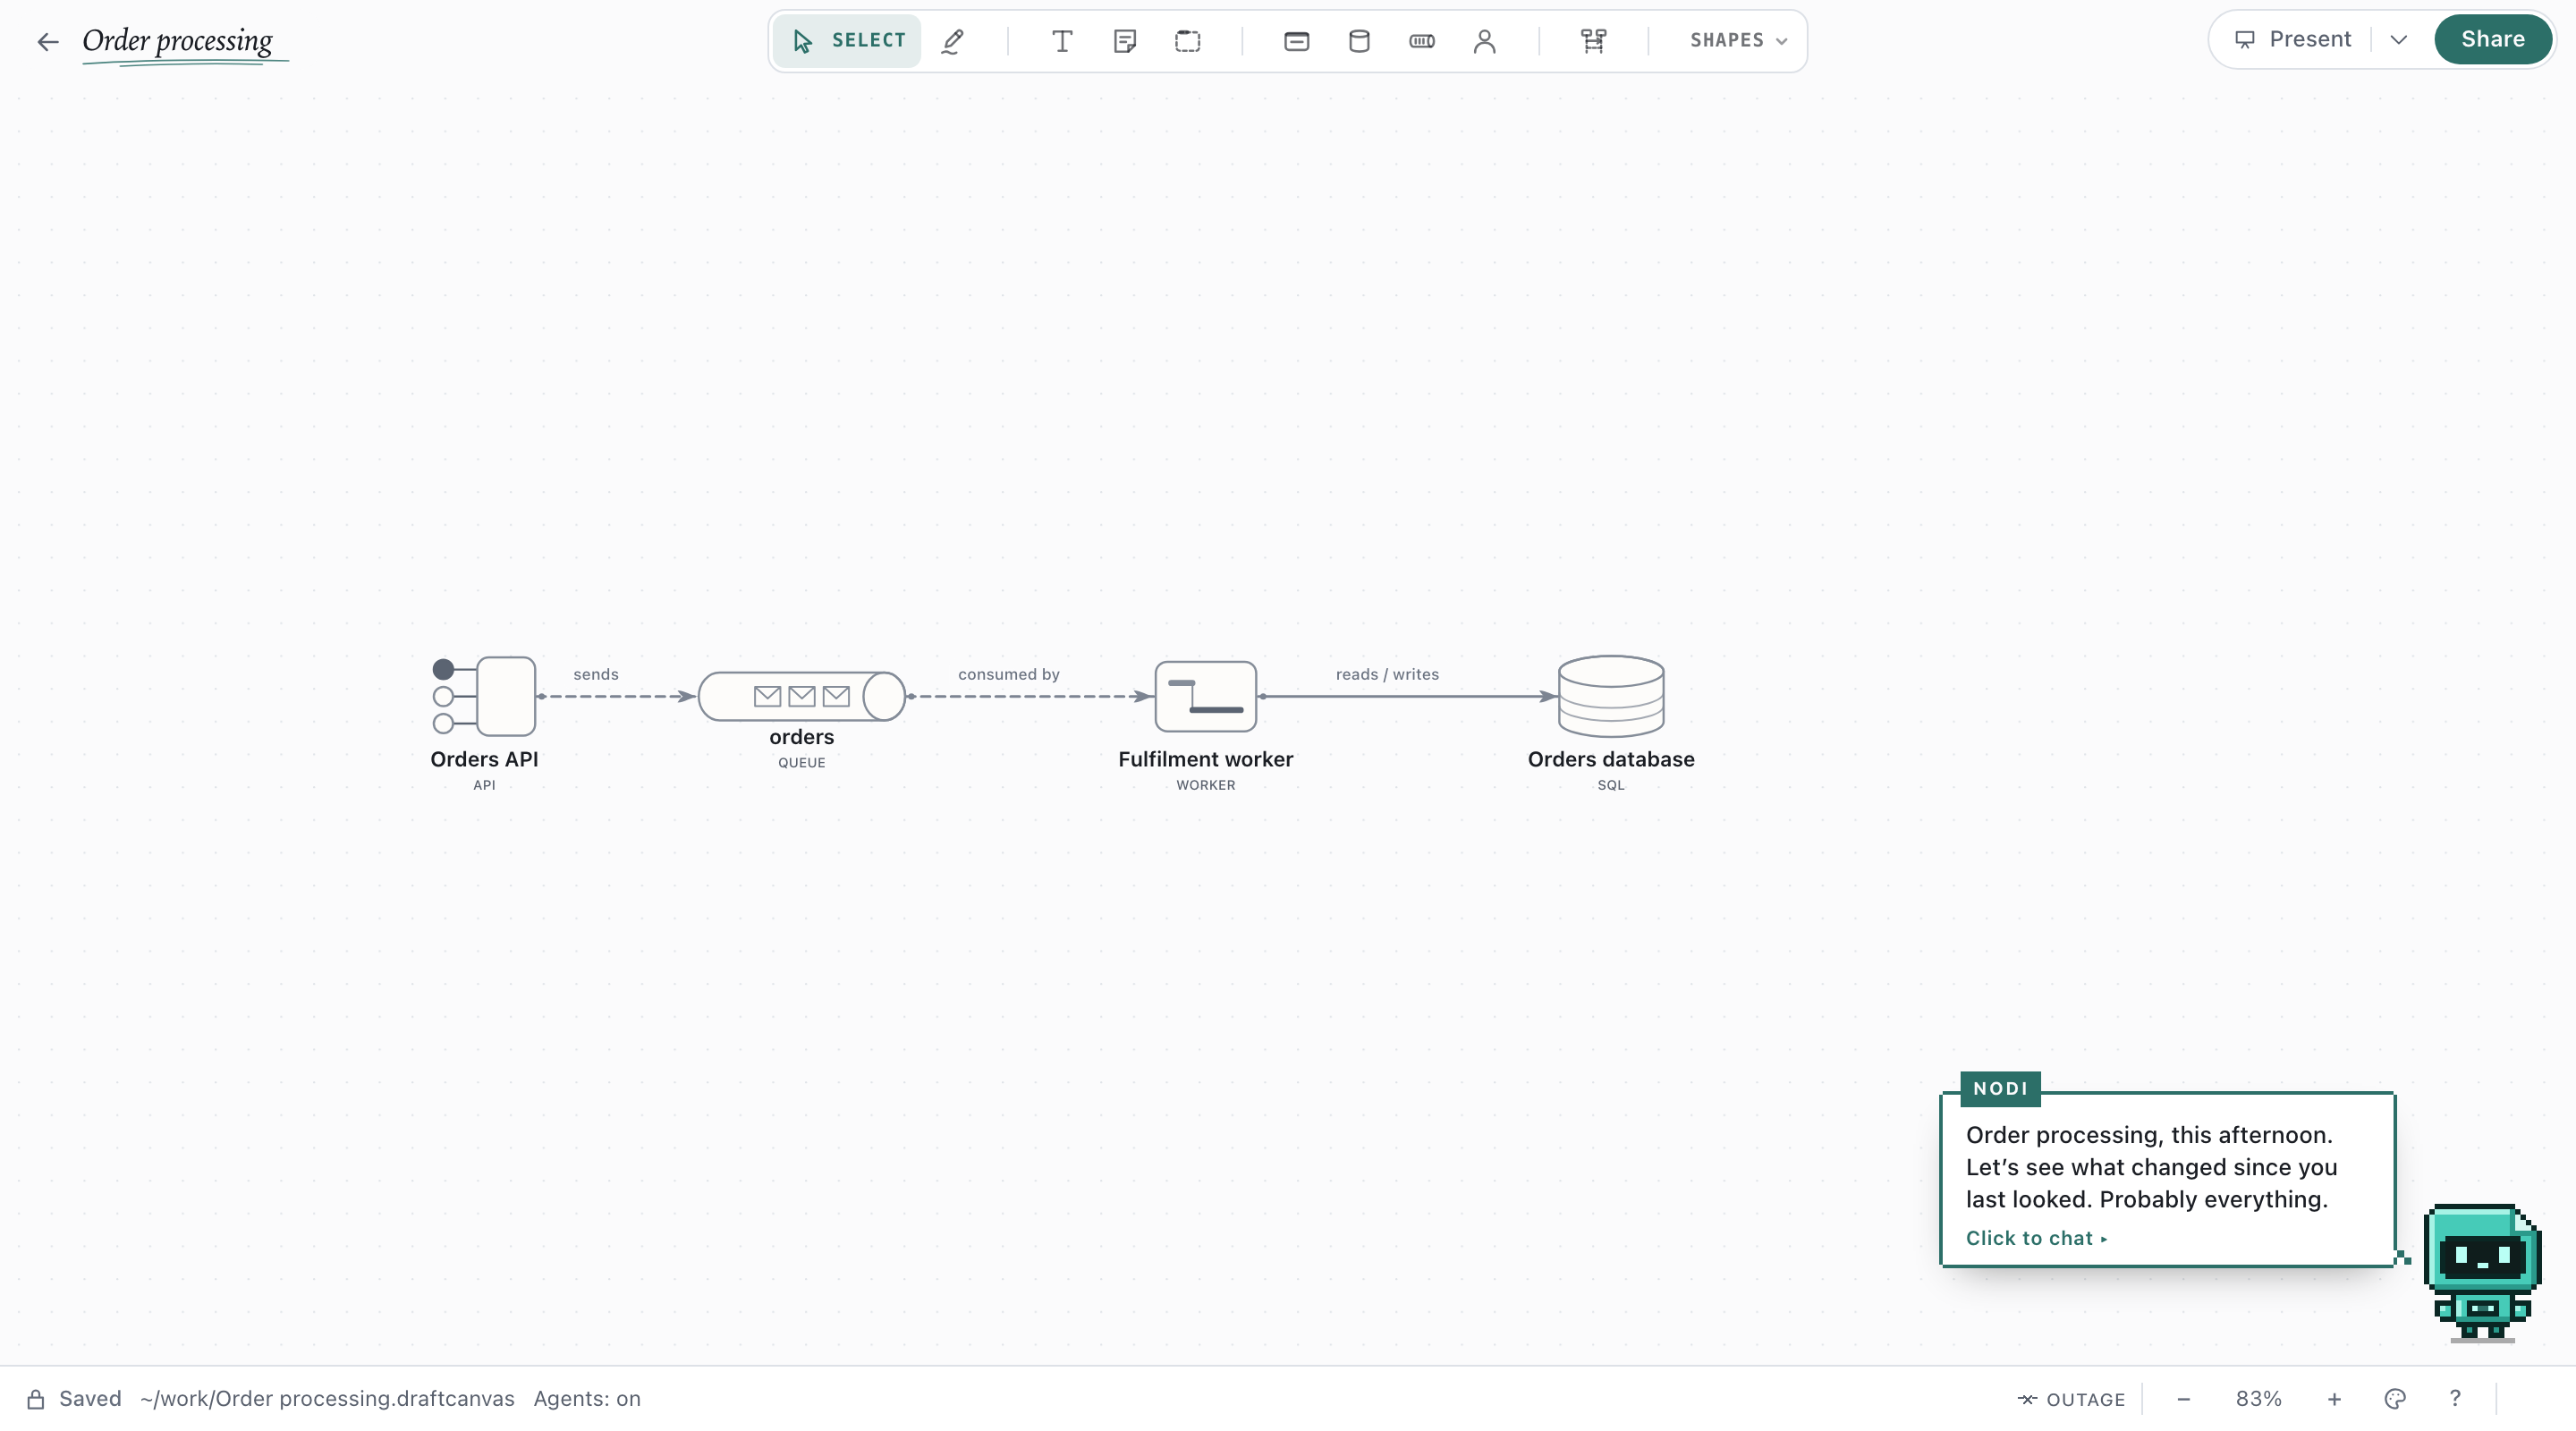 Order processing
SELECT
SHAPES
Present
Share
sends
consumed by
reads / writes
orders
QUEUE
Orders API
API
Fulfilment worker
WORKER
Orders database
SQL
NODI
Order processing, this afternoon.
Let's see what changed since you
last looked. Probably everything.
Click to chat ▸
Saved ~/work/Order processing.draftcanvas Agents: on
OUTAGE − 83% + ?